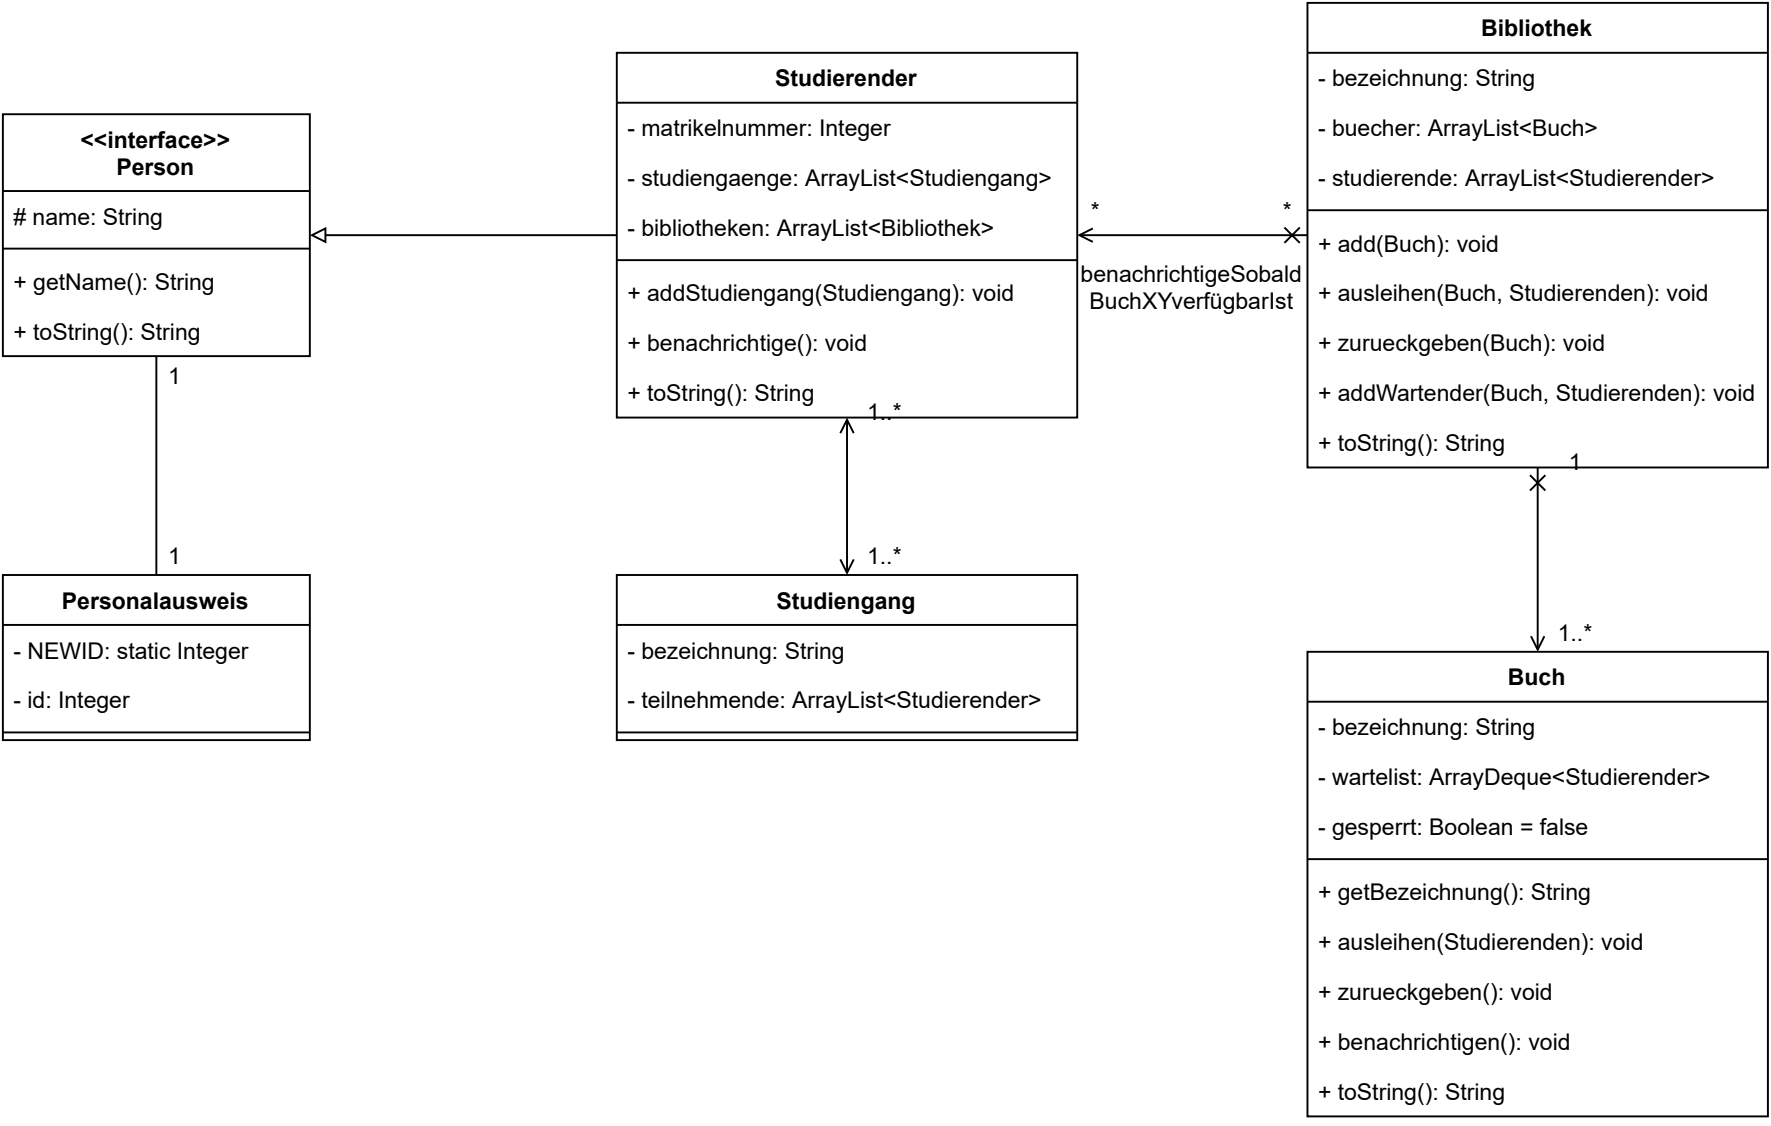 <<interface>>
Person
# name: String
+ getName(): String
+ toString(): String
1
1
Personalausweis
- NEWID: static Integer
- id: Integer
Studierender
- matrikelnummer: Integer
- studiengaenge: ArrayList<Studiengang>
- bibliotheken: ArrayList<Bibliothek>
+ addStudiengang(Studiengang): void
+ benachrichtige(): void
+ toString(): String
1..*
1..*
Studiengang
- bezeichnung: String
- teilnehmende: ArrayList<Studierender>
* *
benachrichtigeSobald
BuchXYverfügbarIst
Bibliothek
- bezeichnung: String
- buecher: ArrayList<Buch>
- studierende: ArrayList<Studierender>
+ add(Buch): void
+ ausleihen(Buch, Studierenden): void
+ zurueckgeben(Buch): void
+ addWartender(Buch, Studierenden): void
+ toString(): String
1
1..*
Buch
- bezeichnung: String
- wartelist: ArrayDeque<Studierender>
- gesperrt: Boolean = false
+ getBezeichnung(): String
+ ausleihen(Studierenden): void
+ zurueckgeben(): void
+ benachrichtigen(): void
+ toString(): String